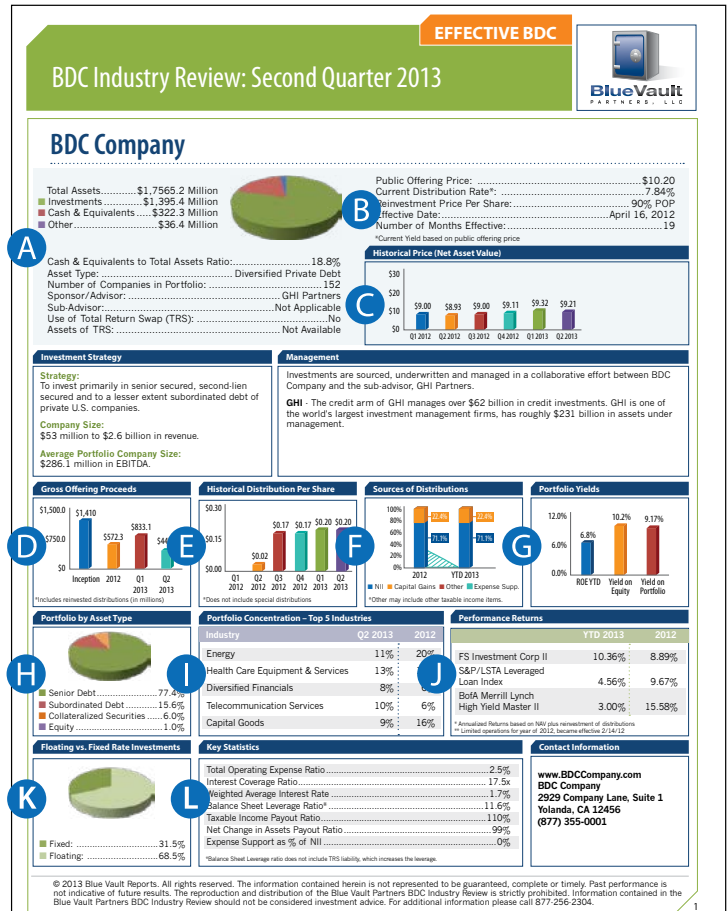 EFFECTIVE BDC
BDC Industry Review: Second Quarter 2013
BlueVault
PARTNERS, LLC
BDC Company
Total Assets............$1,7565.2 Million
Investments............$1,395.4 Million
Cash & Equivalents.....$322.3 Million
Other......................$36.4 Million
A
Cash & Equivalents to Total Assets Ratio:..................18.8%
Asset Type: ............................Diversified Private Debt
Number of Companies in Portfolio: ............................152
Sponsor/Advisor:...................................GHI Partners
Sub-Advisor:........................................Not Applicable
Use of Total Return Swap (TRS):..................................No
Assets of TRS:.......................................Not Available
B
Public Offering Price: .......................................$10.20
Current Distribution Rate*: ...................................7.84%
Reinvestment Price Per Share:..........................90% POP
Effective Date:.......................................April 16, 2012
Number of Months Effective:......................................19
*Current Yield based on public offering price
Historical Price (Net Asset Value)
C
$30
$20
$10
$0
$9.00 $8.93 $9.00 $9.11 $9.32 $9.21
Q1 2012 Q2 2012 Q3 2012 Q4 2012 Q1 2013 Q2 2013
Investment Strategy
Strategy:
To invest primarily in senior secured, second-lien
secured and to a lesser extent subordinated debt of
private U.S. companies.
Company Size:
$53 million to $2.6 billion in revenue.
Average Portfolio Company Size:
$286.1 million in EBITDA.
Management
Investments are sourced, underwritten and managed in a collaborative effort between BDC
Company and the sub-advisor, GHI Partners.
GHI - The credit arm of GHI manages over $62 billion in credit investments. GHI is one of
the world's largest investment management firms, has roughly $231 billion in assets under
management.
Gross Offering Proceeds
D
$1,500.0
$750.0
$0
$1,410
$572.3
$833.1
Inception 2012 Q1 2013 Q2 2013
*Includes reinvested distributions (in millions)
Historical Distribution Per Share
E
$0.30
$0.15
$0.00
$0.02 $0.17 $0.17 $0.20 $0.20
Q1 2012 Q2 2012 Q3 2012 Q4 2012 Q1 2013 Q2 2013
*Does not include special distributions
Sources of Distributions
F
100%
80%
60%
40%
20%
0%
22.4% 22.4%
71.1% 71.1%
2012 YTD 2013
NII Capital Gains Other Expense Supp.
*Other may include other taxable income items.
Portfolio Yields
G
12.0%
6.0%
0.0%
6.8% 10.2% 9.17%
ROE YTD Yield on Equity Yield on Portfolio
Portfolio by Asset Type
H
Senior Debt....................77.4%
Subordinated Debt..........15.6%
Collateralized Securities ..6.0%
Equity............................1.0%
Portfolio Concentration – Top 5 Industries
I
Industry Q2 2013 2012
Energy 11% 20%
Health Care Equipment & Services 13%
Diversified Financials 8%
Telecommunication Services 10% 6%
Capital Goods 9% 16%
Performance Returns
J
YTD 2013 2012
FS Investment Corp II 10.36% 8.89%
S&P/LSTA Leveraged
Loan Index 4.56% 9.67%
BofA Merrill Lynch
High Yield Master II 3.00% 15.58%
* Annualized Returns based on NAV plus reinvestment of distributions
** Limited operations for year of 2012, became effective 2/14/12
Floating vs. Fixed Rate Investments
K
Fixed: .........................31.5%
Floating: .....................68.5%
Key Statistics
L
Total Operating Expense Ratio.......................................2.5%
Interest Coverage Ratio...............................................17.5x
Weighted Average Interest Rate ....................................1.7%
Balance Sheet Leverage Ratio*....................................11.6%
Taxable Income Payout Ratio.......................................110%
Net Change in Assets Payout Ratio................................99%
Expense Support as % of NII.........................................0%
*Balance Sheet Leverage ratio does not include TRS liability, which increases the leverage.
Contact Information
www.BDCCompany.com
BDC Company
2929 Company Lane, Suite 1
Yolanda, CA 12456
(877) 355-0001
© 2013 Blue Vault Reports. All rights reserved. The information contained herein is not represented to be guaranteed, complete or timely. Past performance is
not indicative of future results. The reproduction and distribution of the Blue Vault Partners BDC Industry Review is strictly prohibited. Information contained in the
Blue Vault Partners BDC Industry Review should not be considered investment advice. For additional information please call 877-256-2304.
1